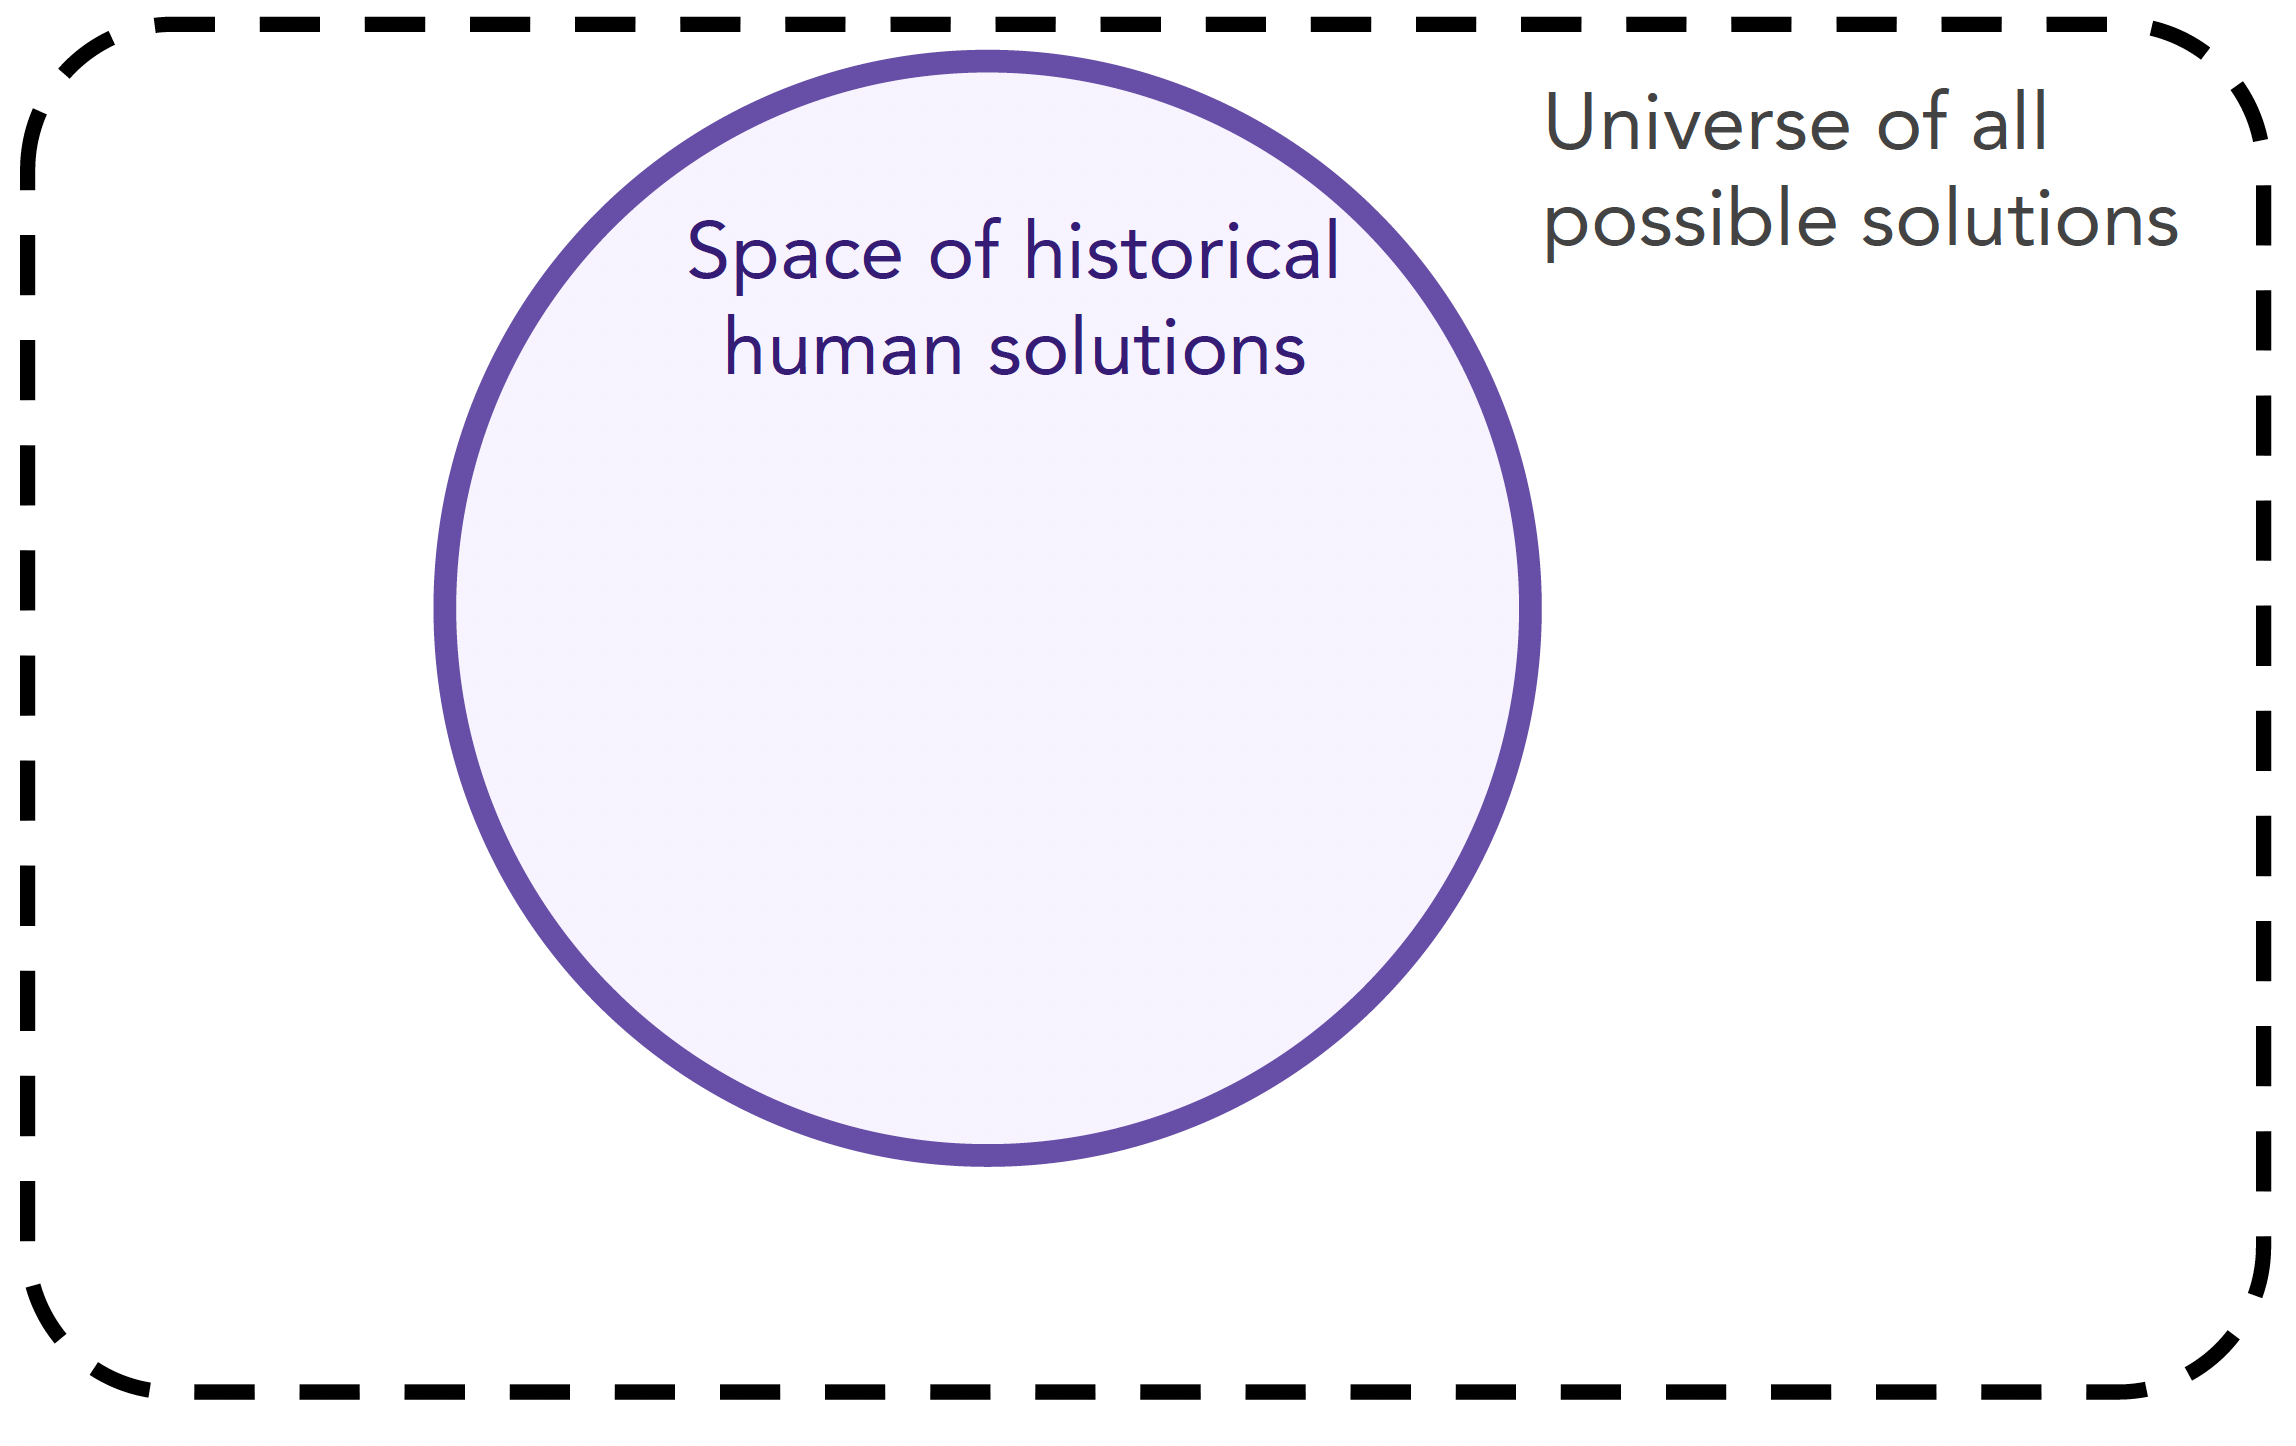 Universe of all
possible solutions
Space of historical
human solutions